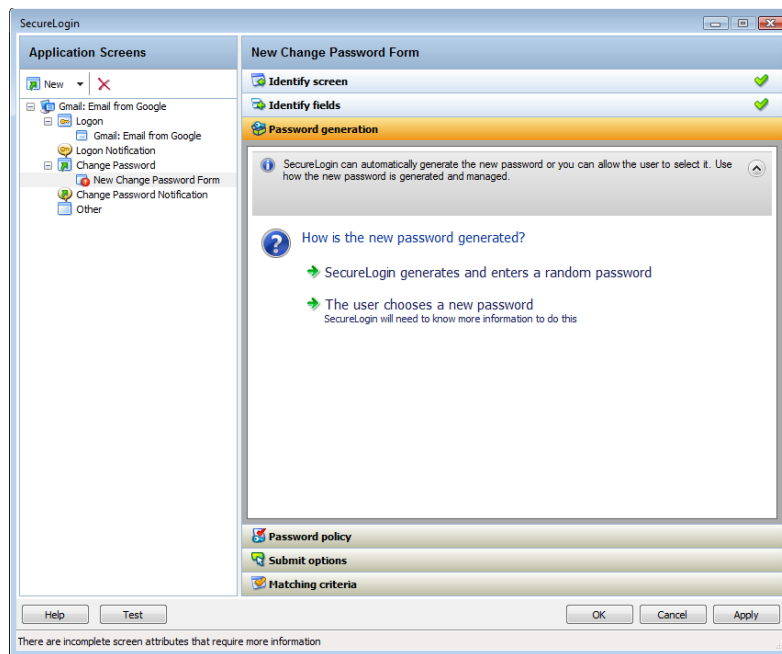 SecureLogin
Application Screens
New
Gmail: Email from Google
Logon
Gmail: Email from Google
Logon Notification
Change Password
New Change Password Form
Change Password Notification
Other
New Change Password Form
Identify screen
Identify fields
Password generation
SecureLogin can automatically generate the new password or you can allow the user to select it. Use
how the new password is generated and managed.
How is the new password generated?
SecureLogin generates and enters a random password
The user chooses a new password
SecureLogin will need to know more information to do this
Password policy
Submit options
Matching criteria
Help
Test
OK
Cancel
Apply
There are incomplete screen attributes that require more information